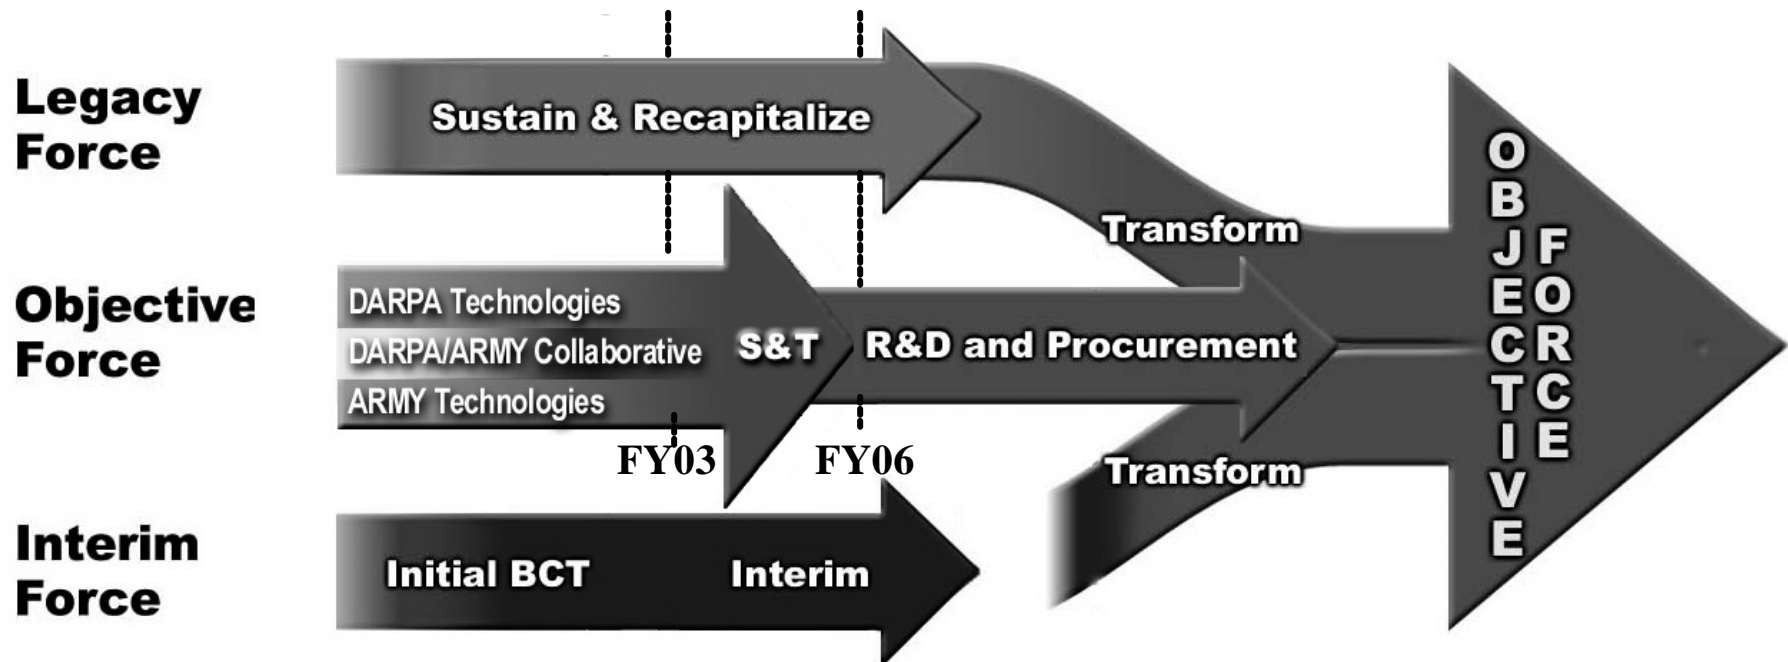 Legacy
Force
Sustain & Recapitalize
Transform
Objective
Force
DARPA Technologies
DARPA/ARMY Collaborative
ARMY Technologies
S&T
R&D and Procurement
FY03
FY06
Transform
Interim
Force
Initial BCT
Interim
OBJECTIVE
FORCE